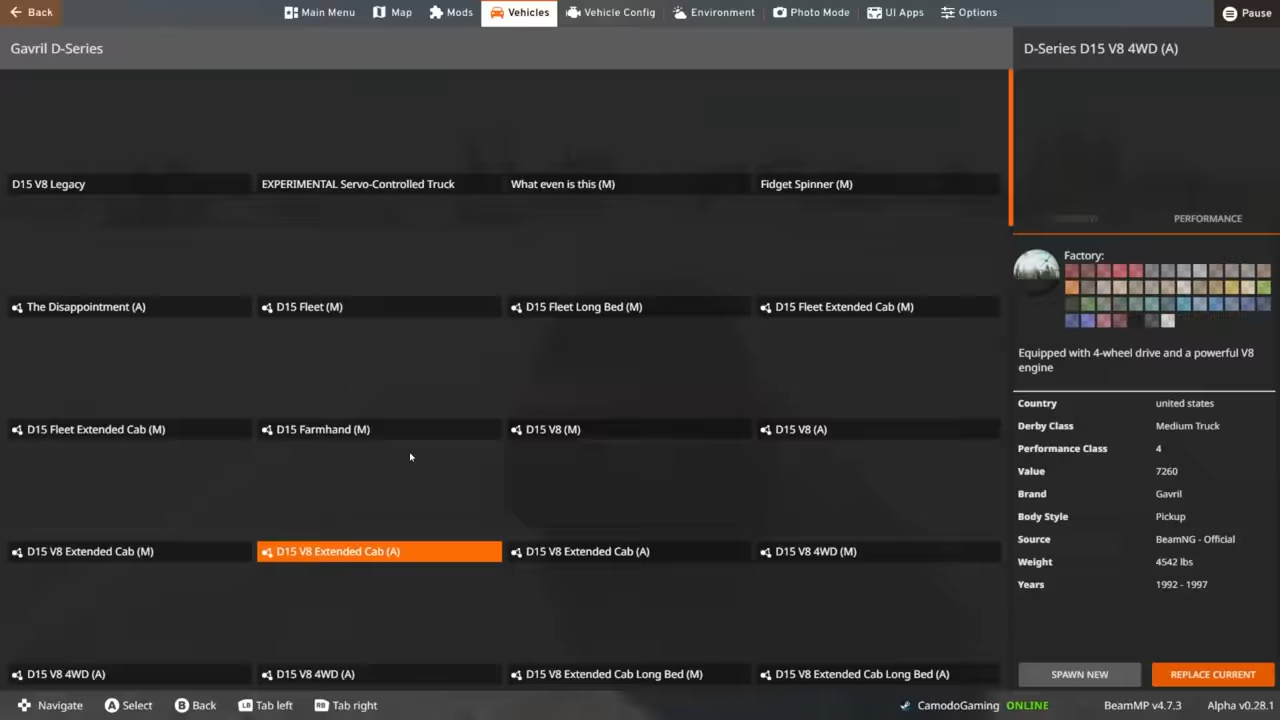 Back
Main Menu
Map
Mods
Vehicles
Vehicle Config
Environment
Photo Mode
UI Apps
Options
Pause
Gavril D-Series
D-Series D15 V8 4WD (A)
D15 V8 Legacy
EXPERIMENTAL Servo-Controlled Truck
What even is this (M)
Fidget Spinner (M)
PERFORMANCE
Factory:
The Disappointment (A)
D15 Fleet (M)
D15 Fleet Long Bed (M)
D15 Fleet Extended Cab (M)
Equipped with 4-wheel drive and a powerful V8
engine
Country united states
Derby Class Medium Truck
Performance Class 4
Value 7260
Brand Gavril
Body Style Pickup
Source BeamNG - Official
Weight 4542 lbs
Years 1992 - 1997
D15 Fleet Extended Cab (M)
D15 Farmhand (M)
D15 V8 (M)
D15 V8 (A)
D15 V8 Extended Cab (M)
D15 V8 Extended Cab (A)
D15 V8 Extended Cab (A)
D15 V8 4WD (M)
D15 V8 4WD (A)
D15 V8 4WD (A)
D15 V8 Extended Cab Long Bed (M)
D15 V8 Extended Cab Long Bed (A)
SPAWN NEW
REPLACE CURRENT
Navigate
A Select
B Back
LB Tab left
RB Tab right
CamodoGaming ONLINE
BeamMP v4.7.3
Alpha v0.28.1